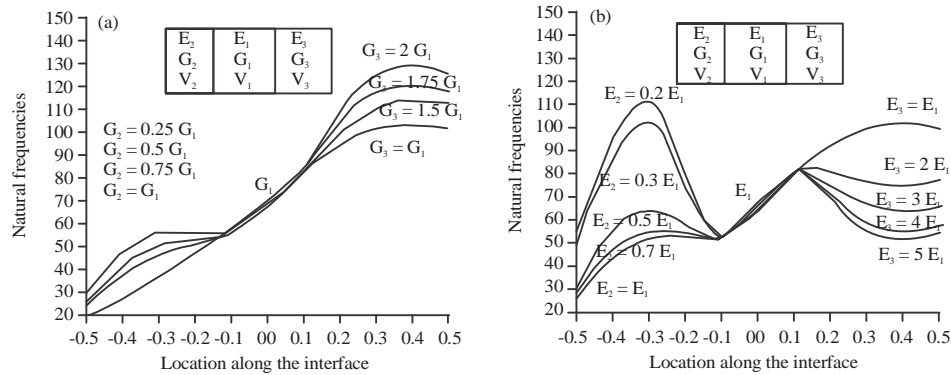 (a)
150
140
130
120
110
100
90
80
70
60
50
40
30
20
Natural frequencies
E₂ E₁ E₃
G₂ G₁ G₃
V₂ V₁ V₃
G₃ = 2 G₁
G₂ = 1.75 G₁
G₃ = 1.5 G₁
G₃ = G₁
G₂ = 0.25 G₁
G₂ = 0.5 G₁
G₂ = 0.75 G₁
G₂ = G₁
G₁
-0.5 -0.4 -0.3 -0.2 -0.1 00 0.1 0.2 0.3 0.4 0.5
Location along the interface
(b)
150
140
130
120
110
100
90
80
70
60
50
40
30
20
Natural frequencies
E₂ E₁ E₃
G₂ G₁ G₃
V₂ V₁ V₃
E₂ = 0.2 E₁
E₂ = 0.3 E₁
E₂ = 0.5 E₁
E₂ = 0.7 E₁
E₂ = E₁
E₁
E₃ = E₁
E₃ = 2 E₁
E₃ = 3 E₁
E₃ = 4 E₁
E₃ = 5 E₁
-0.5 -0.4 -0.3 -0.2 -0.1 00 0.1 0.2 0.3 0.4 0.5
Location along the interface